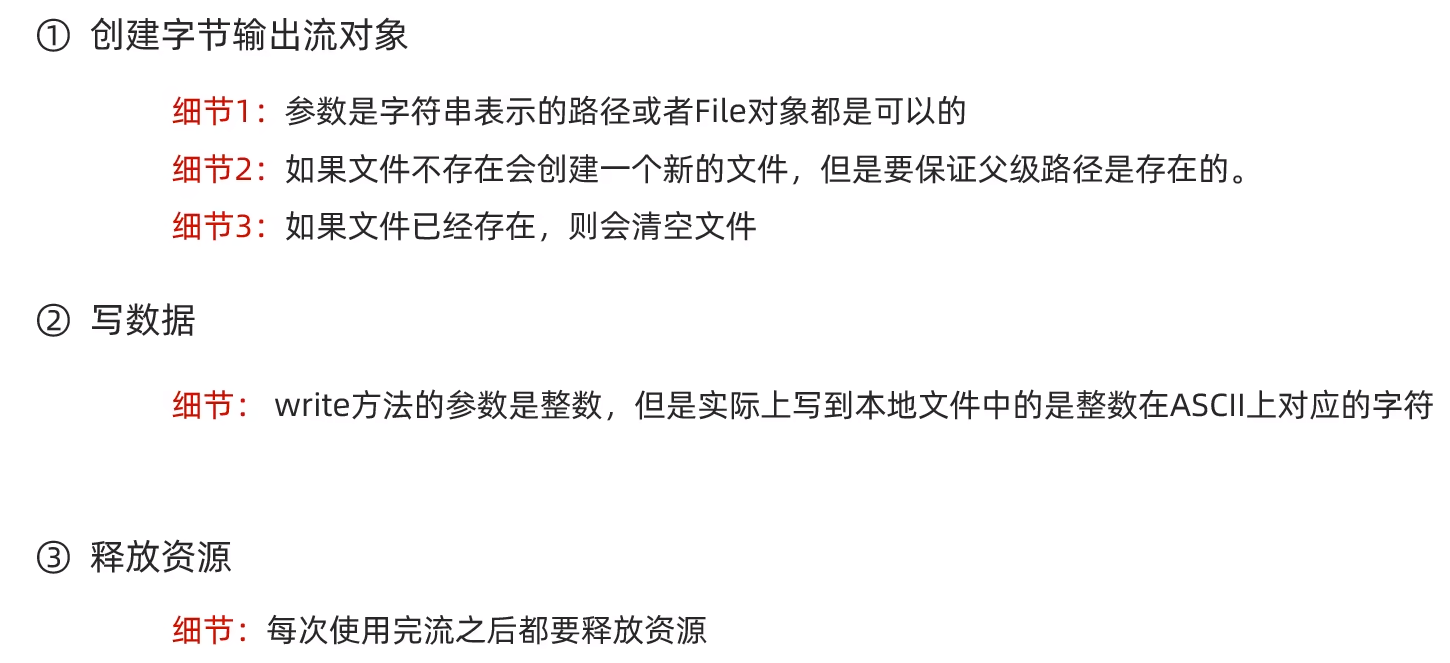 ① 创建字节输出流对象
细节1：参数是字符串表示的路径或者File对象都是可以的
细节2：如果文件不存在会创建一个新的文件，但是要保证父级路径是存在的。
细节3：如果文件已经存在，则会清空文件
② 写数据
细节： write方法的参数是整数，但是实际上写到本地文件中的是整数在ASCII上对应的字符
③ 释放资源
细节：每次使用完流之后都要释放资源